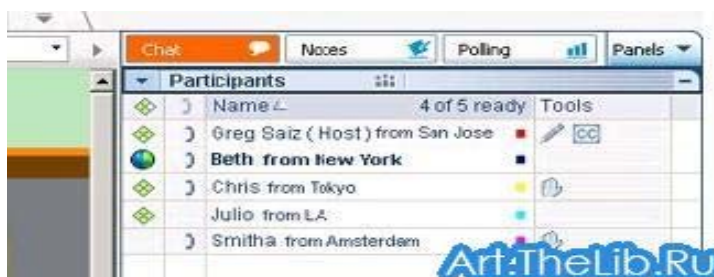 Chat Notes Polling Panels
Participants
Name 4 of 5 ready Tools
Greg Saiz (Host) from San Jose CC
Beth from New York
Chris from Tokyo
Julio from LA
Smitha from Amsterdam
Art-TheLib.Ru